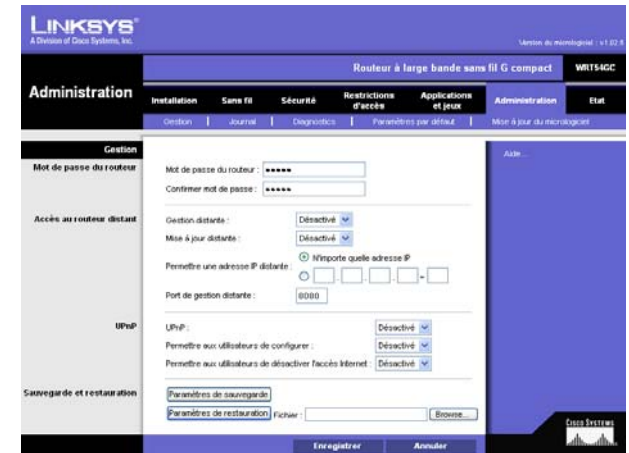 LINKSYS®
A Division of Cisco Systems, Inc.
Version du micrologiciel : v1.02.8
Routeur à large bande sans fil G compact WRT54GC
Administration
Installation Sans fil Sécurité Restrictions d'accès Applications et jeux Administration Etat
Gestion | Journal | Diagnostics | Paramètres par défaut | Mise à jour du micrologiciel
Gestion
Aide...
Mot de passe du routeur
Mot de passe du routeur : •••••
Confirmer mot de passe : •••••
Accès au routeur distant
Gestion distante : Désactivé
Mise à jour distante : Désactivé
Permettre une adresse IP distante : N'importe quelle adresse IP
. . . -
Port de gestion distante : 8080
UPnP
UPnP : Désactivé
Permettre aux utilisateurs de configurer : Désactivé
Permettre aux utilisateurs de désactiver l'accès Internet : Désactivé
Sauvegarde et restauration
Paramètres de sauvegarde
Paramètres de restauration Fichier : Browse...
Enregistrer Annuler
CISCO SYSTEMS